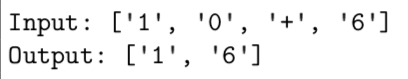 Input: ['1', '0', '+', '6']
Output: ['1', '6']